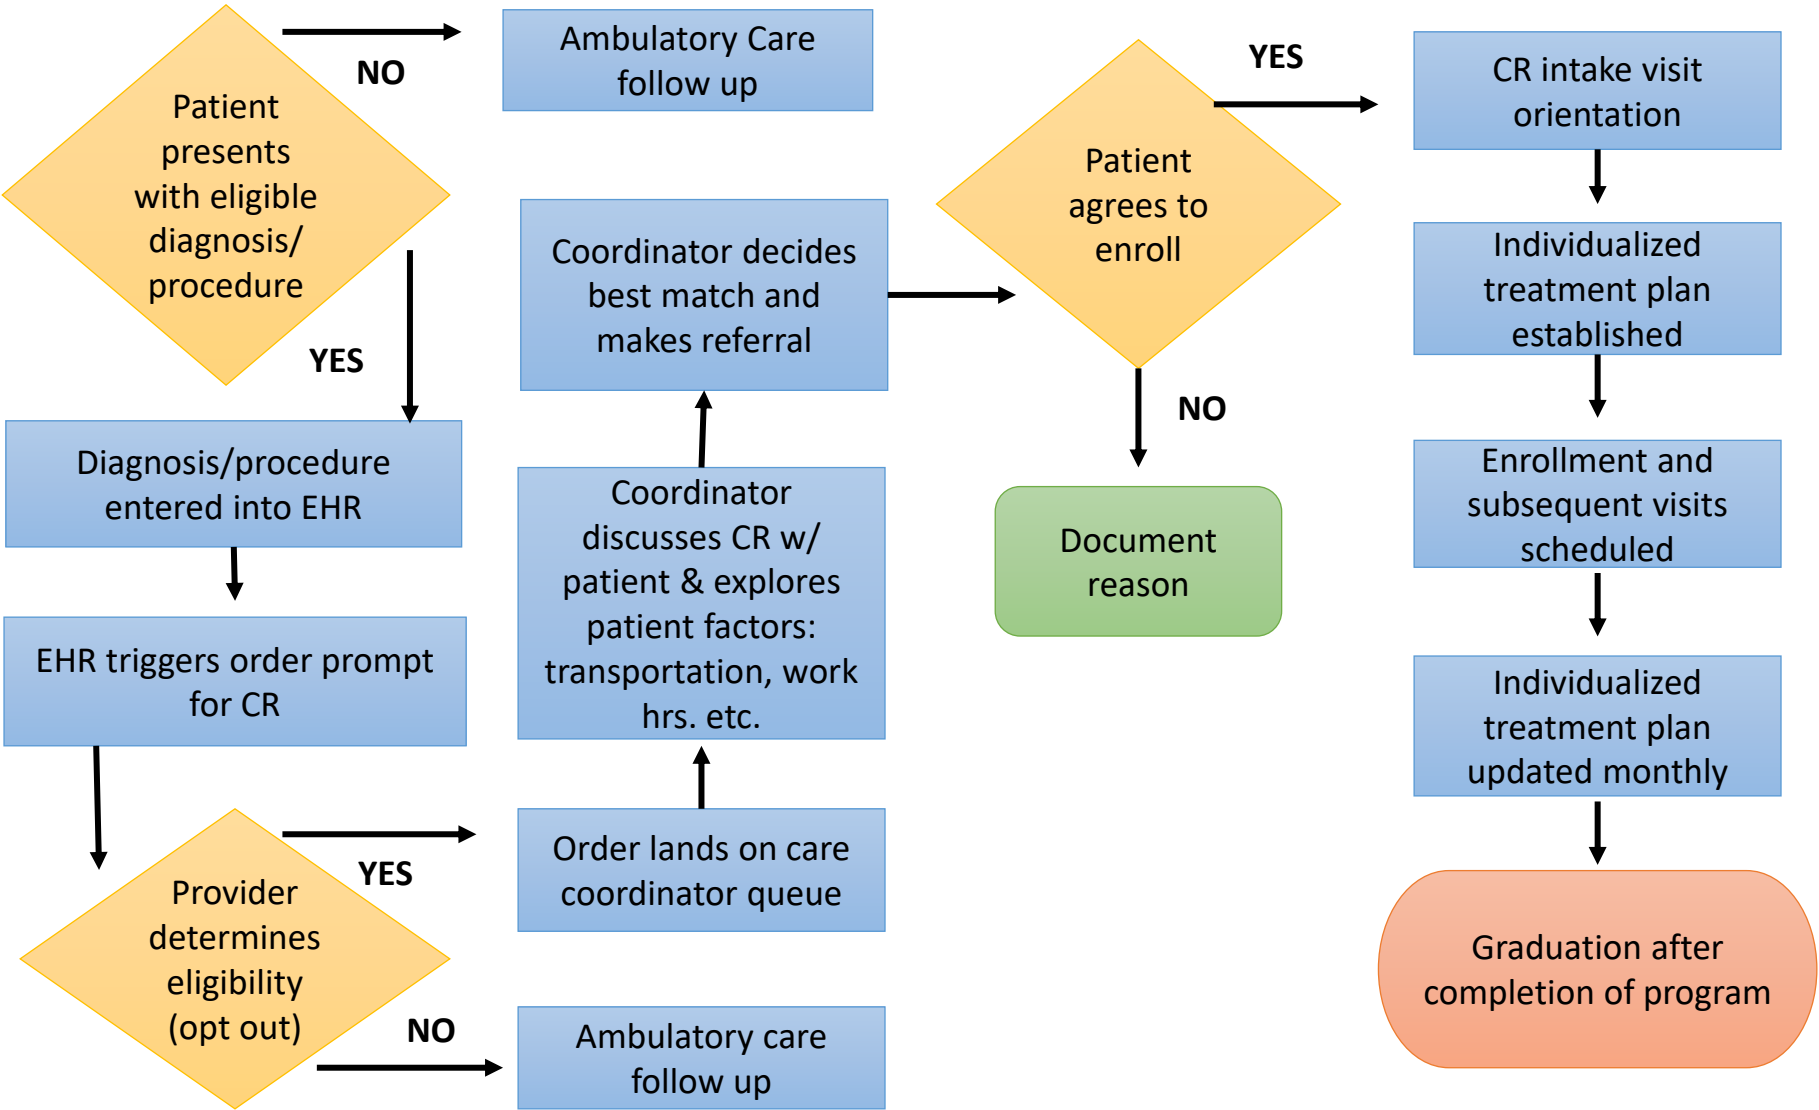 Patient
presents
with eligible
diagnosis/
procedure
NO
Ambulatory Care
follow up
YES
Diagnosis/procedure
entered into EHR
EHR triggers order prompt
for CR
Provider
determines
eligibility
(opt out)
YES
NO
Ambulatory care
follow up
Order lands on care
coordinator queue
Coordinator
discusses CR w/
patient & explores
patient factors:
transportation, work
hrs. etc.
Coordinator decides
best match and
makes referral
Patient
agrees to
enroll
NO
Document
reason
YES
CR intake visit
orientation
Individualized
treatment plan
established
Enrollment and
subsequent visits
scheduled
Individualized
treatment plan
updated monthly
Graduation after
completion of program